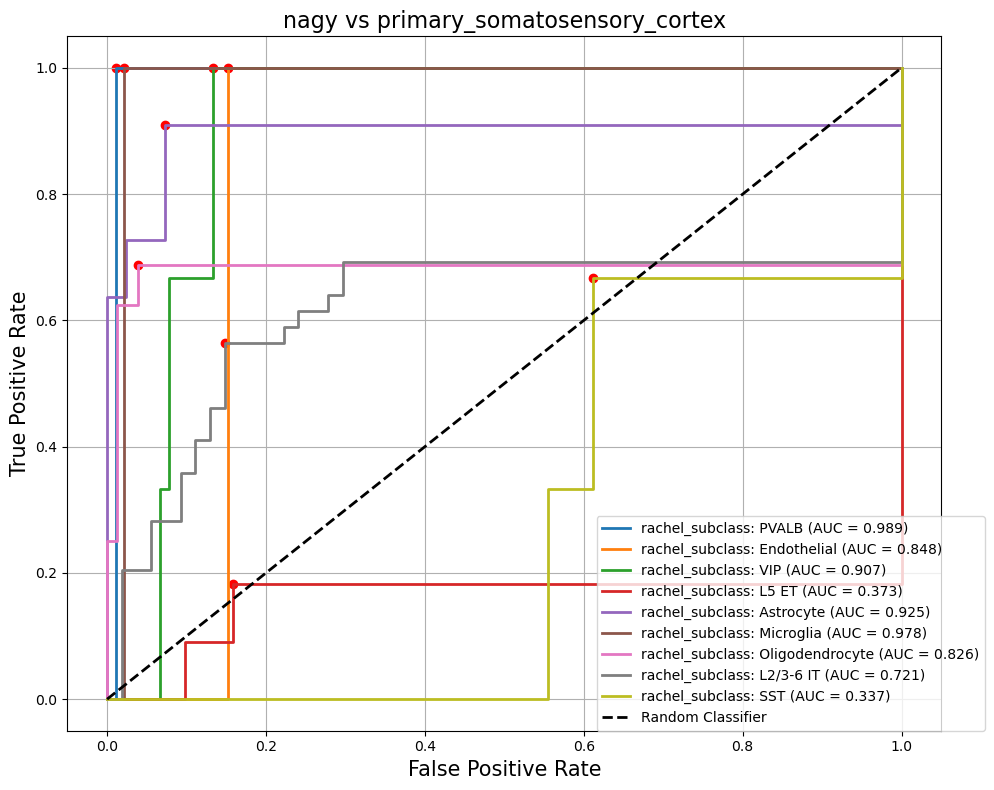 nagy vs primary_somatosensory_cortex
True Positive Rate
1.0
0.8
0.6
0.4
0.2
0.0
rachel_subclass: PVALB (AUC = 0.989)
rachel_subclass: Endothelial (AUC = 0.848)
rachel_subclass: VIP (AUC = 0.907)
rachel_subclass: L5 ET (AUC = 0.373)
rachel_subclass: Astrocyte (AUC = 0.925)
rachel_subclass: Microglia (AUC = 0.978)
rachel_subclass: Oligodendrocyte (AUC = 0.826)
rachel_subclass: L2/3-6 IT (AUC = 0.721)
rachel_subclass: SST (AUC = 0.337)
Random Classifier
0.0 0.2 0.4 0.6 0.8 1.0
False Positive Rate